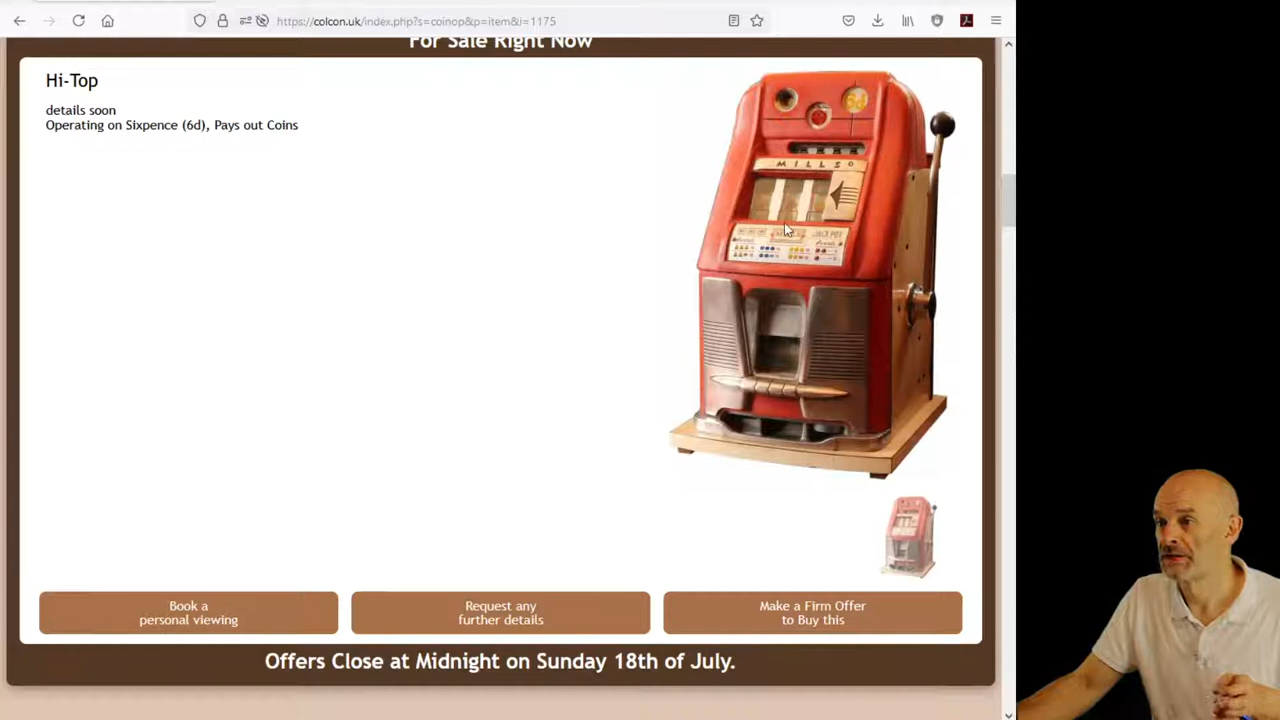 https://colcon.uk/index.php?s=coinop&p=item&i=1175
For Sale Right Now
Hi-Top
details soon
Operating on Sixpence (6d), Pays out Coins
6d
MILLS
JACKPOT
Book a
personal viewing
Request any
further details
Make a Firm Offer
to Buy this
Offers Close at Midnight on Sunday 18th of July.